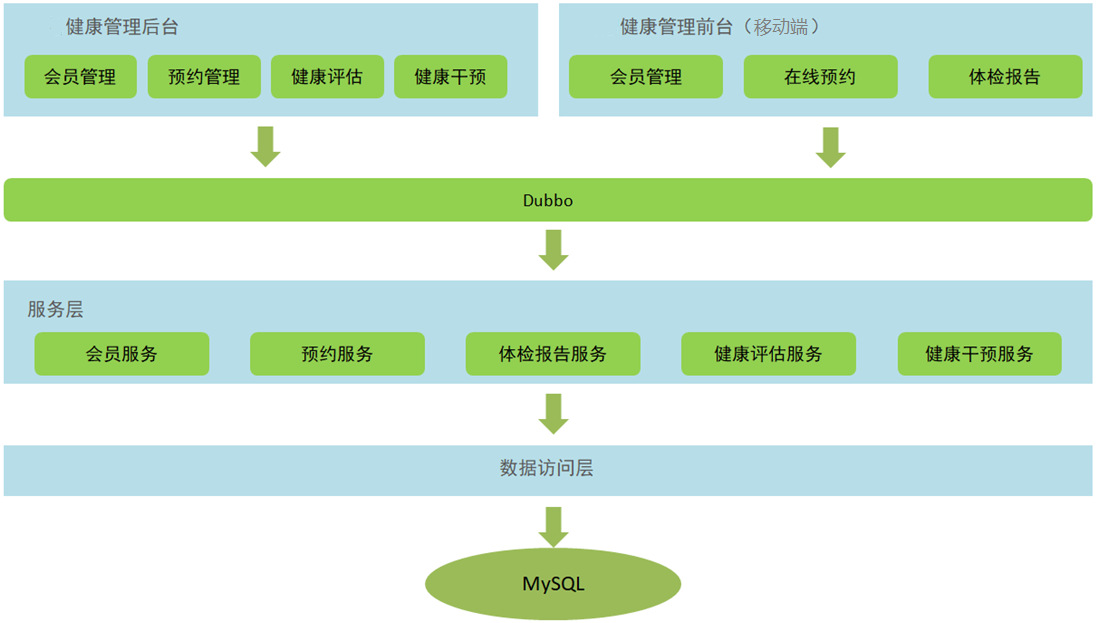 健康管理后台
会员管理
预约管理
健康评估
健康干预
健康管理前台（移动端）
会员管理
在线预约
体检报告
Dubbo
服务层
会员服务
预约服务
体检报告服务
健康评估服务
健康干预服务
数据访问层
MySQL